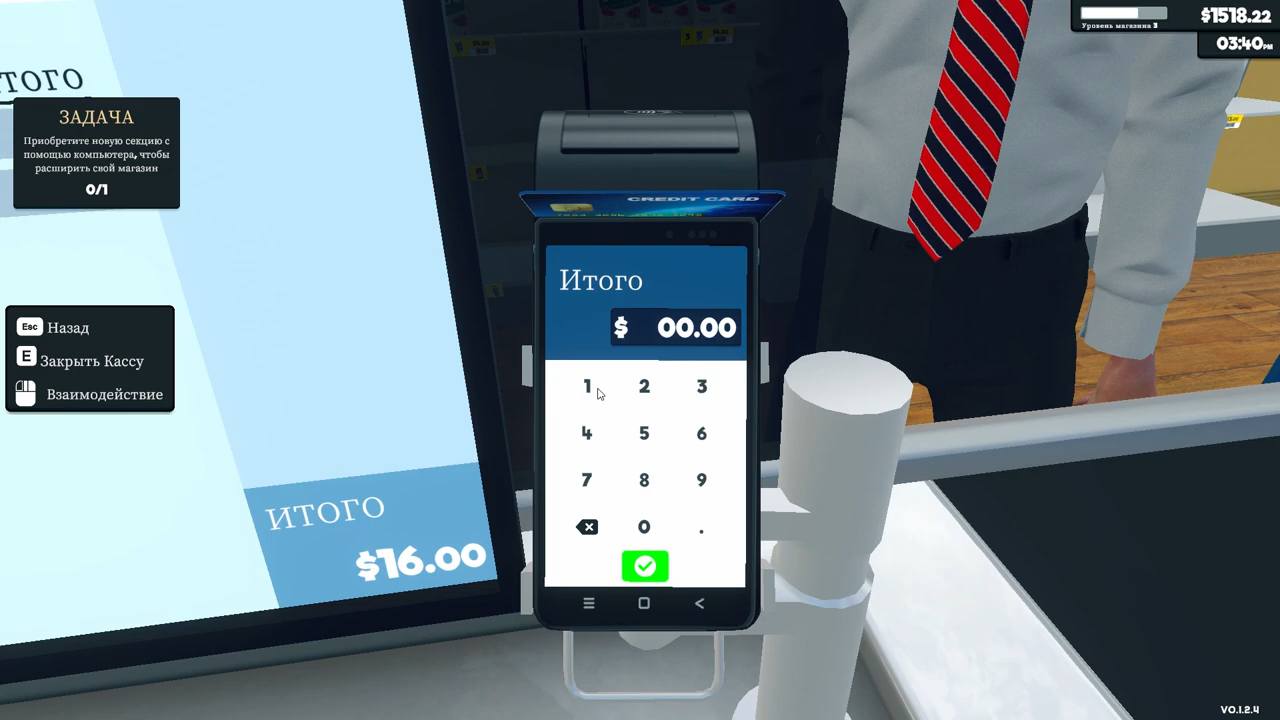 $1518.22
Уровень магазина 3
03:40PM
ТОГО
ЗАДАЧА
Приобретите новую секцию с
помощью компьютера, чтобы
расширить свой магазин
0/1
Esc Назад
E Закрыть Кассу
Взаимодействие
CREDIT CARD
Итого
$ 00.00
1 2 3
4 5 6
7 8 9
0 .
ИТОГО
$16.00
V0.1.2.4